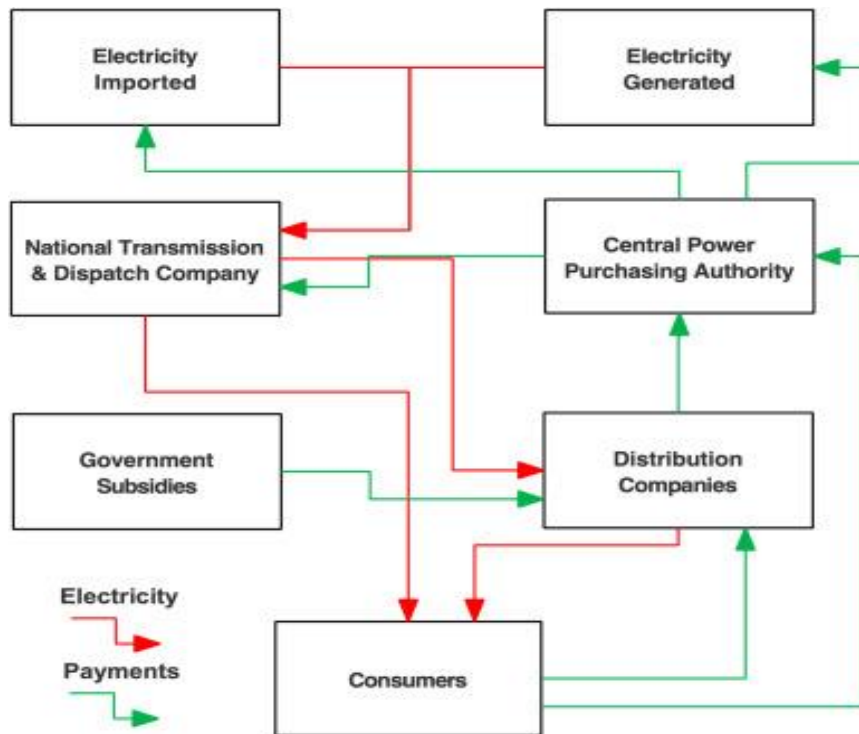 Electricity
Imported
Electricity
Generated
National Transmission
& Dispatch Company
Central Power
Purchasing Authority
Government
Subsidies
Distribution
Companies
Electricity
Payments
Consumers